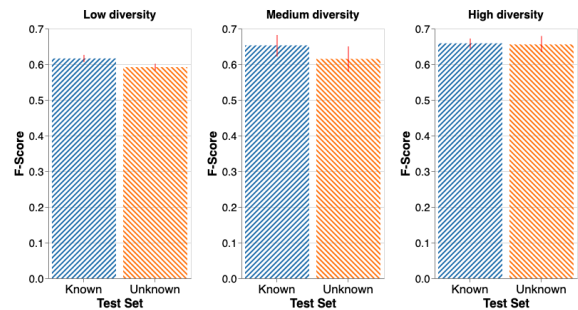 Low diversity
0.7
0.6
0.5
0.4
0.3
0.2
0.1
0.0
F-Score
Known Unknown
Test Set
Medium diversity
0.7
0.6
0.5
0.4
0.3
0.2
0.1
0.0
F-Score
Known Unknown
Test Set
High diversity
0.7
0.6
0.5
0.4
0.3
0.2
0.1
0.0
F-Score
Known Unknown
Test Set